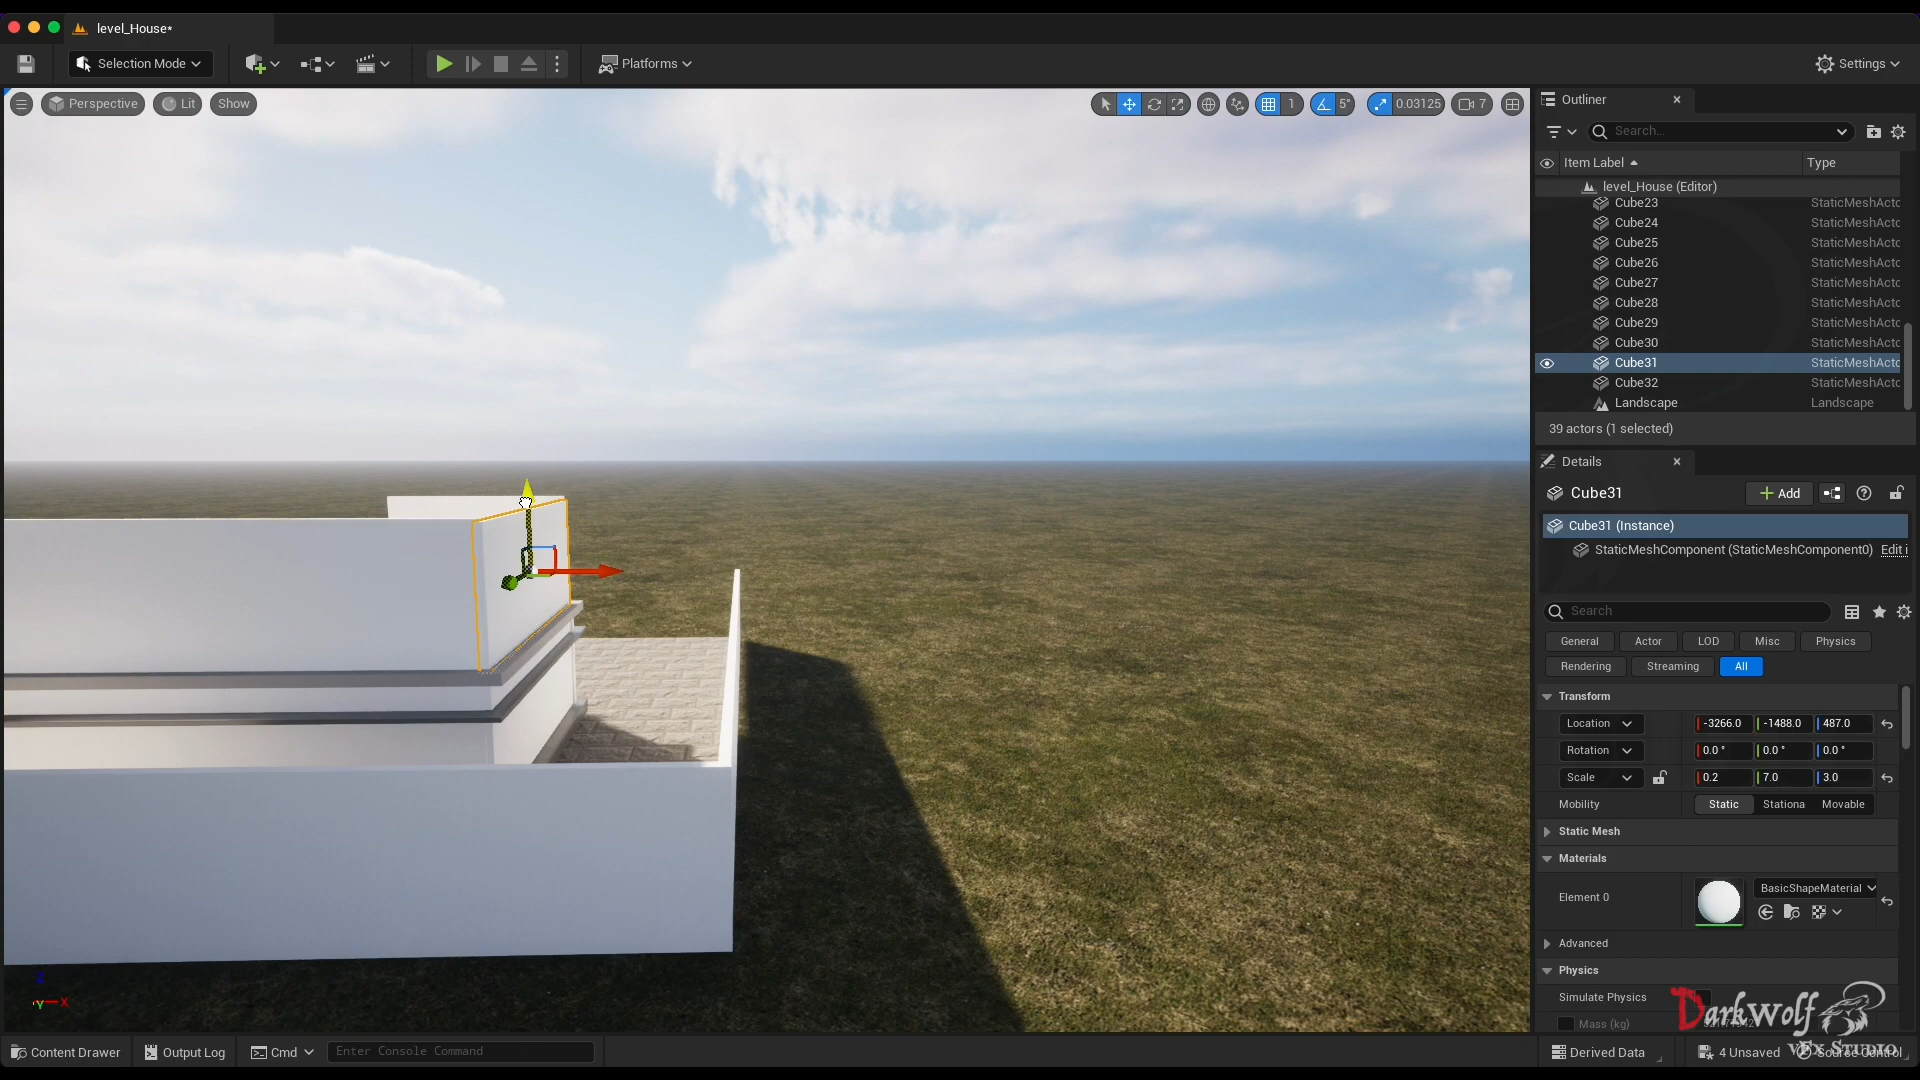 level_House*
Selection Mode
Platforms
Settings
Perspective
Lit
Show
1
5°
0.03125
7
Outliner
Search...
Item Label
Type
level_House (Editor)
Cube23 StaticMeshActo
Cube24 StaticMeshActo
Cube25 StaticMeshActo
Cube26 StaticMeshActo
Cube27 StaticMeshActo
Cube28 StaticMeshActo
Cube29 StaticMeshActo
Cube30 StaticMeshActo
Cube31 StaticMeshActo
Cube32 StaticMeshActo
Landscape Landscape
39 actors (1 selected)
Details
Cube31
Add
Cube31 (Instance)
StaticMeshComponent (StaticMeshComponent0) Edit i
Search
General Actor LOD Misc Physics
Rendering Streaming All
Transform
Location -3266.0 -1488.0 487.0
Rotation 0.0 ° 0.0 ° 0.0 °
Scale 0.2 7.0 3.0
Mobility Static Stationa Movable
Static Mesh
Materials
Element 0 BasicShapeMaterial
Advanced
Physics
Simulate Physics
Mass (kg)
DarkWolf
VFx Studio
Z
Y X
Content Drawer
Output Log
Cmd
Enter Console Command
Derived Data
4 Unsaved
Source Control